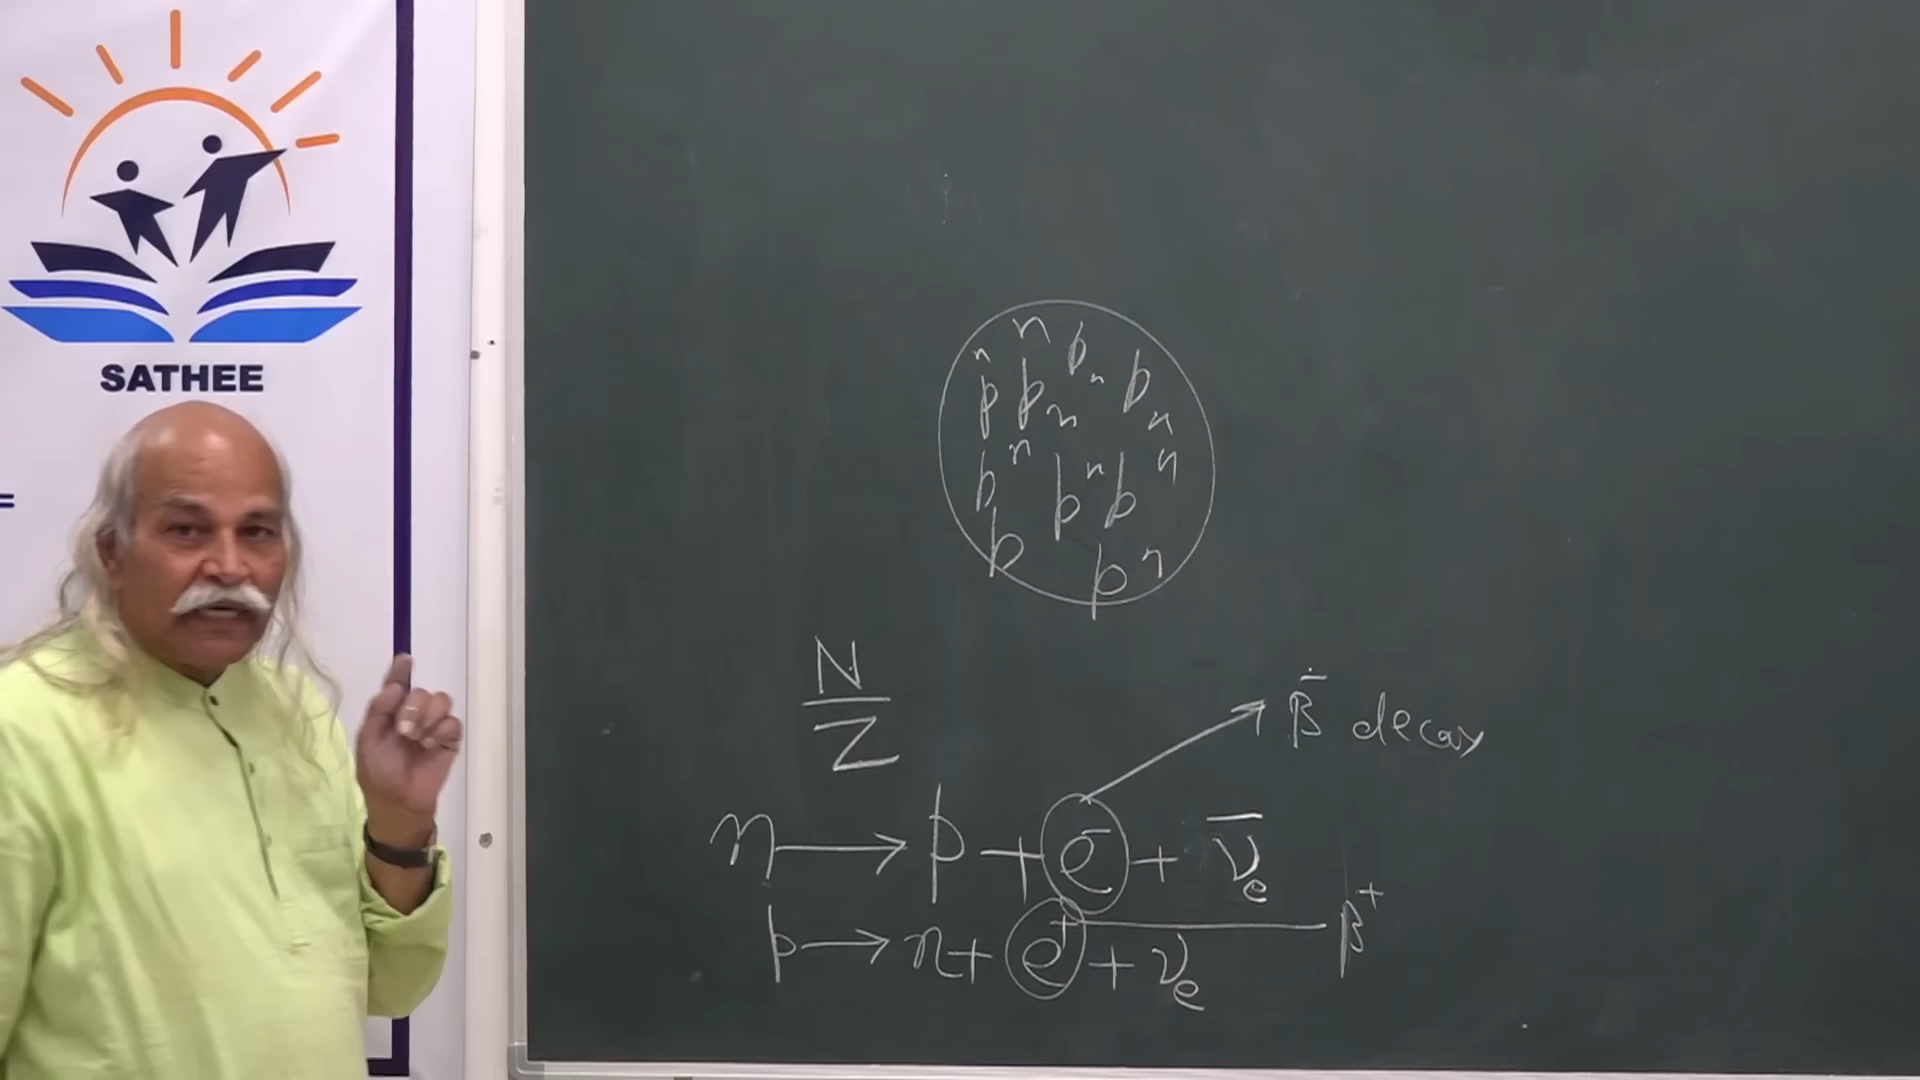 SATHEE
=
n p
n p p n p
n n
p n p n p n
p p n
N
Z
β⁻ decay
n → p + e⁻ + ν̅ₑ
p → n + e⁺ + νₑ β⁺